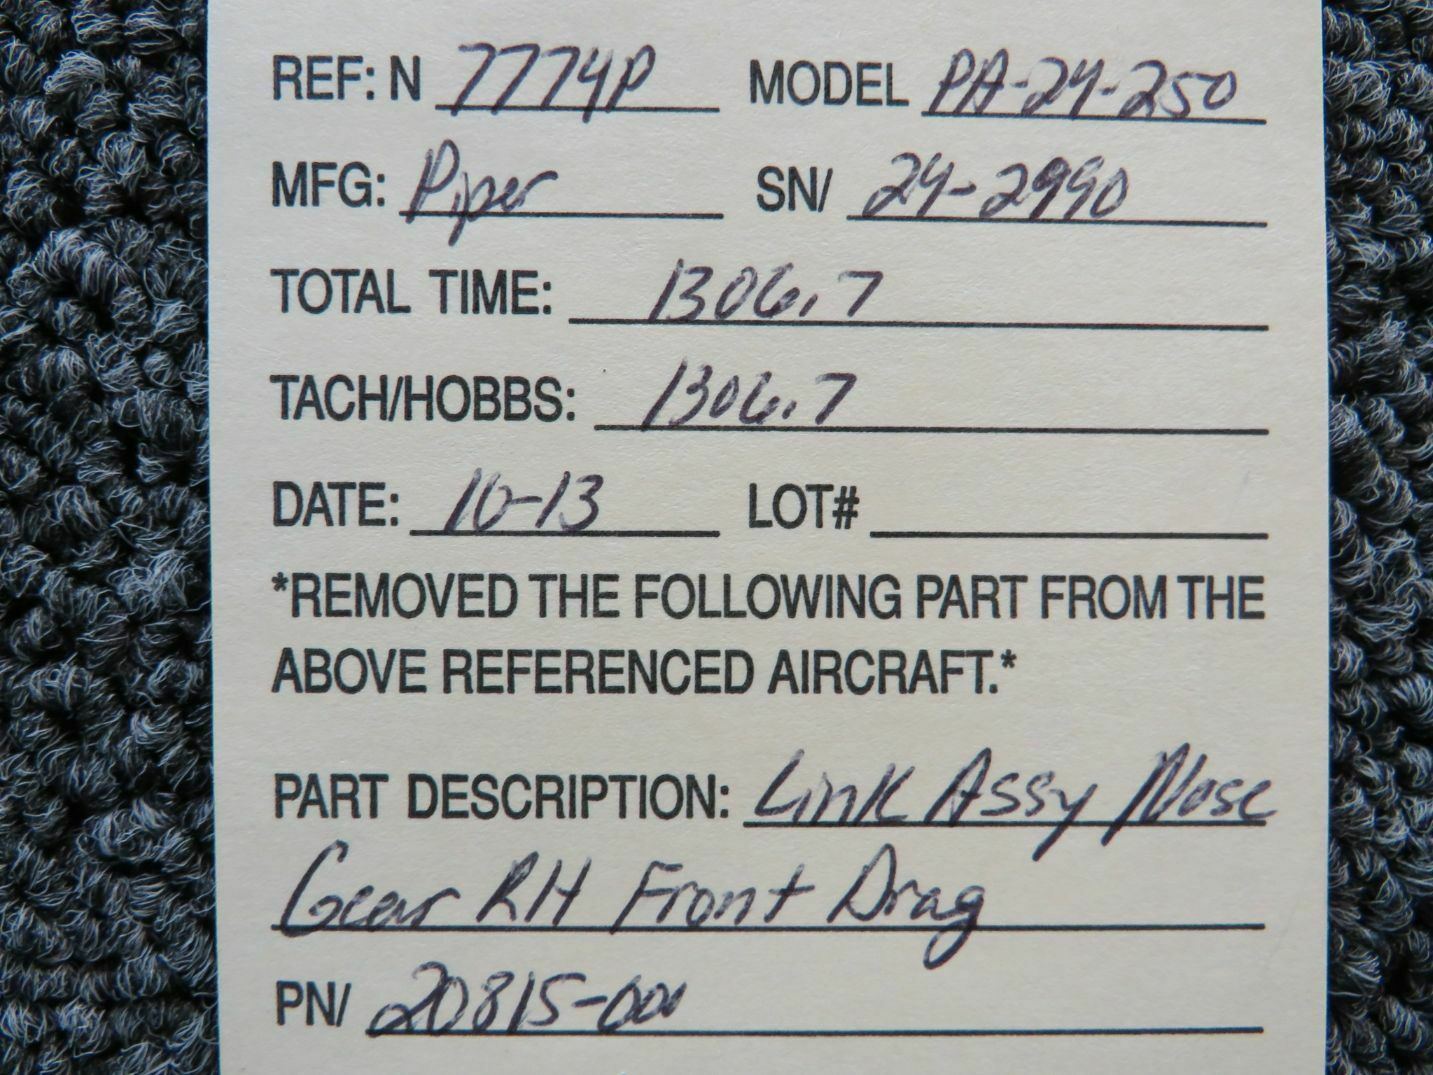 REF: N 7774P MODEL PA-24-250
MFG: Piper SN/ 24-2990
TOTAL TIME: 1306.7
TACH/HOBBS: 1306.7
DATE: 10-13 LOT#
*REMOVED THE FOLLOWING PART FROM THE
ABOVE REFERENCED AIRCRAFT.*
PART DESCRIPTION: Link Assy Nose
Gear RH Front Drag
PN/ 20815-000